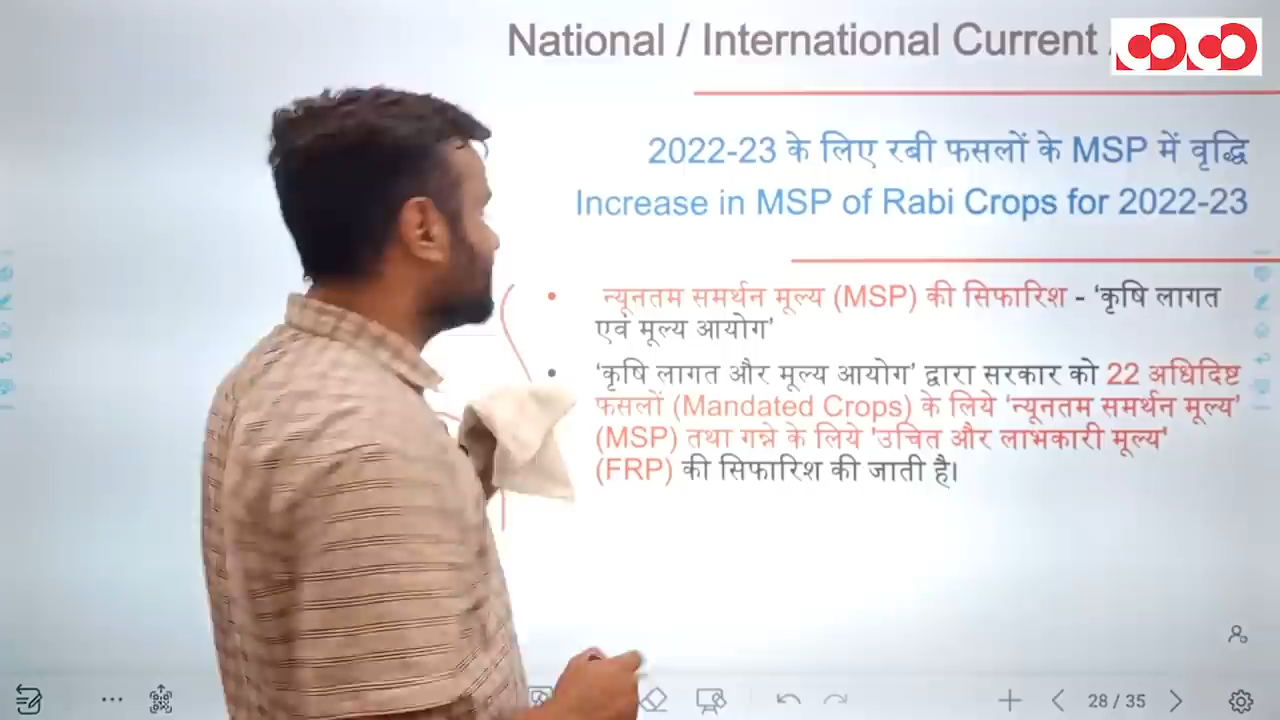 National / International Current
2022-23 के लिए रबी फसलों के MSP में वृद्धि
Increase in MSP of Rabi Crops for 2022-23
• न्यूनतम समर्थन मूल्य (MSP) की सिफारिश - ‘कृषि लागत
एवं मूल्य आयोग’
• ‘कृषि लागत और मूल्य आयोग’ द्वारा सरकार को 22 अधिदिष्ट
फसलों (Mandated Crops) के लिये ‘न्यूनतम समर्थन मूल्य’
(MSP) तथा गन्ने के लिये 'उचित और लाभकारी मूल्य'
(FRP) की सिफारिश की जाती है।
28 / 35